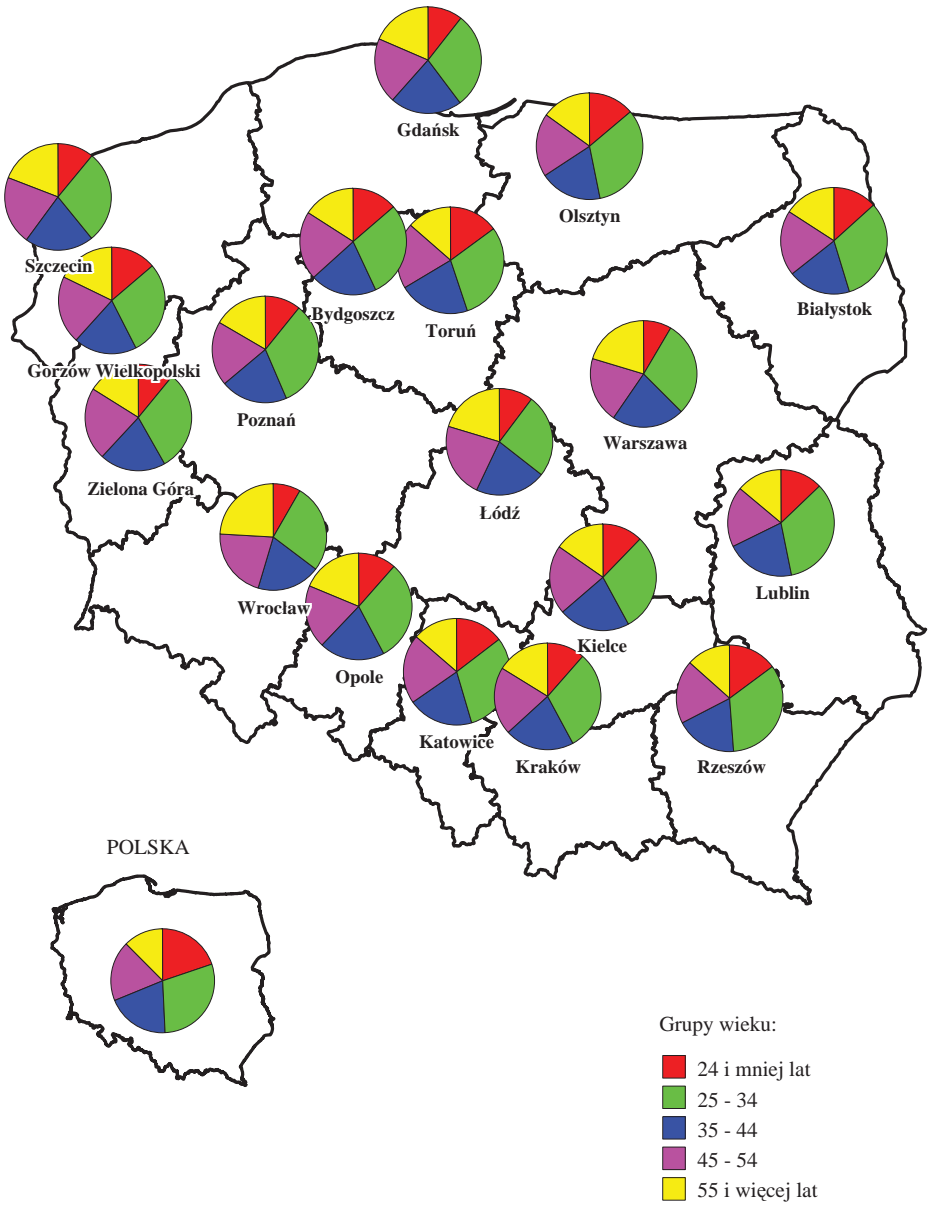 Gdańsk
Olsztyn
Szczecin
Bydgoszcz
Toruń
Białystok
Gorzów Wielkopolski
Poznań
Warszawa
Zielona Góra
Łódź
Wrocław
Lublin
Kielce
Opole
Katowice
Kraków
Rzeszów
POLSKA
Grupy wieku:
24 i mniej lat
25 - 34
35 - 44
45 - 54
55 i więcej lat